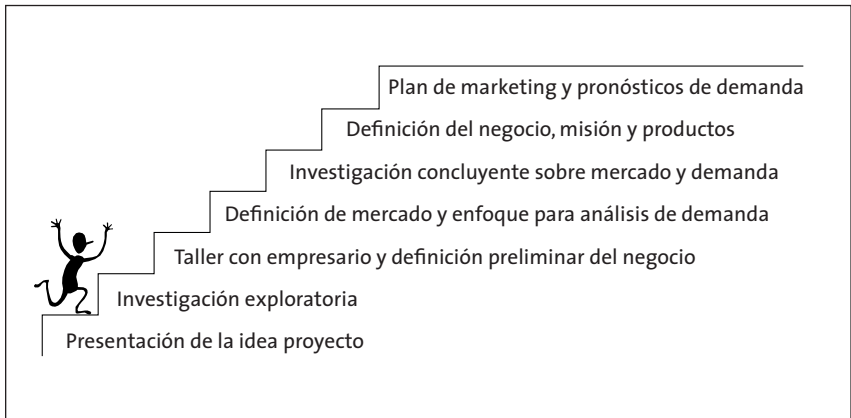 Plan de marketing y pronósticos de demanda
Definición del negocio, misión y productos
Investigación concluyente sobre mercado y demanda
Definición de mercado y enfoque para análisis de demanda
Taller con empresario y definición preliminar del negocio
Investigación exploratoria
Presentación de la idea proyecto